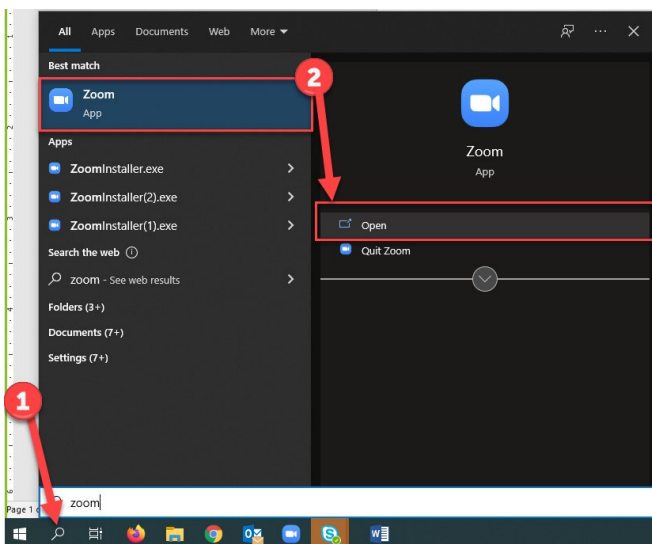 All Apps Documents Web More
Best match
2
Zoom
App
Zoom
App
Apps
ZoomInstaller.exe
ZoomInstaller(2).exe
ZoomInstaller(1).exe
Open
Search the web
Quit Zoom
zoom - See web results
Folders (3+)
Documents (7+)
Settings (7+)
1
zoom
Page 1